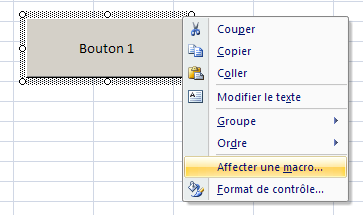 Bouton 1
Couper
Copier
Coller
Modifier le texte
Groupe
Ordre
Affecter une macro...
Format de contrôle...